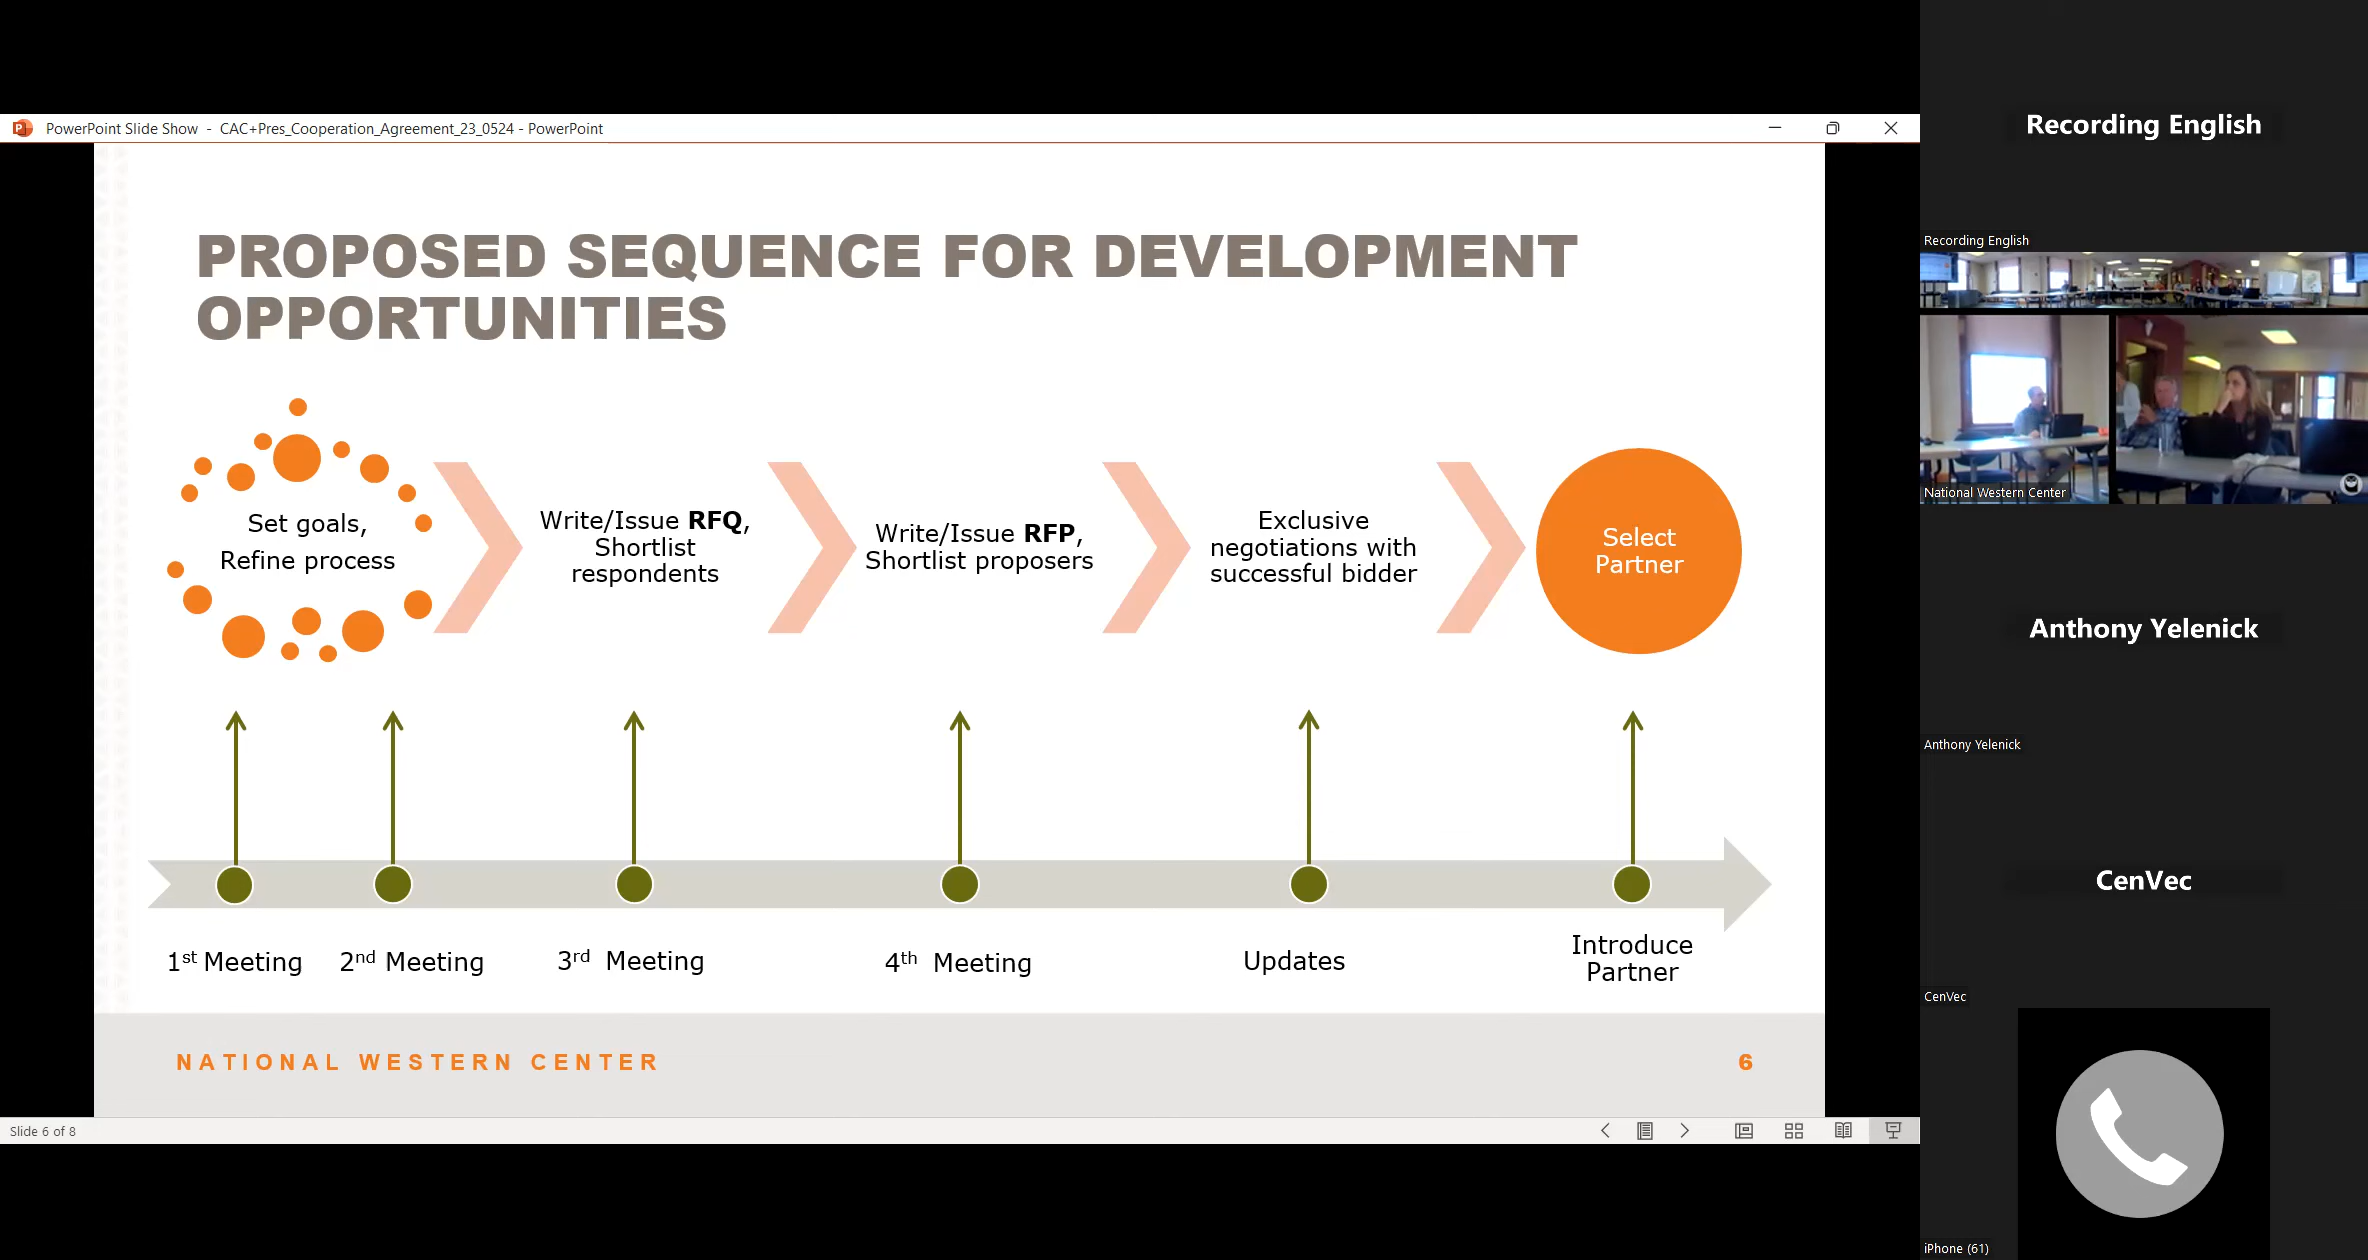 PowerPoint Slide Show - CAC+Pres_Cooperation_Agreement_23_0524 - PowerPoint
PROPOSED SEQUENCE FOR DEVELOPMENT
OPPORTUNITIES
Set goals,
Refine process
Write/Issue RFQ,
Shortlist
respondents
Write/Issue RFP,
Shortlist proposers
Exclusive
negotiations with
successful bidder
Select
Partner
1st Meeting
2nd Meeting
3rd Meeting
4th Meeting
Updates
Introduce
Partner
NATIONAL WESTERN CENTER
6
Slide 6 of 8
Recording English
Recording English
National Western Center
Anthony Yelenick
Anthony Yelenick
CenVec
CenVec
iPhone (61)